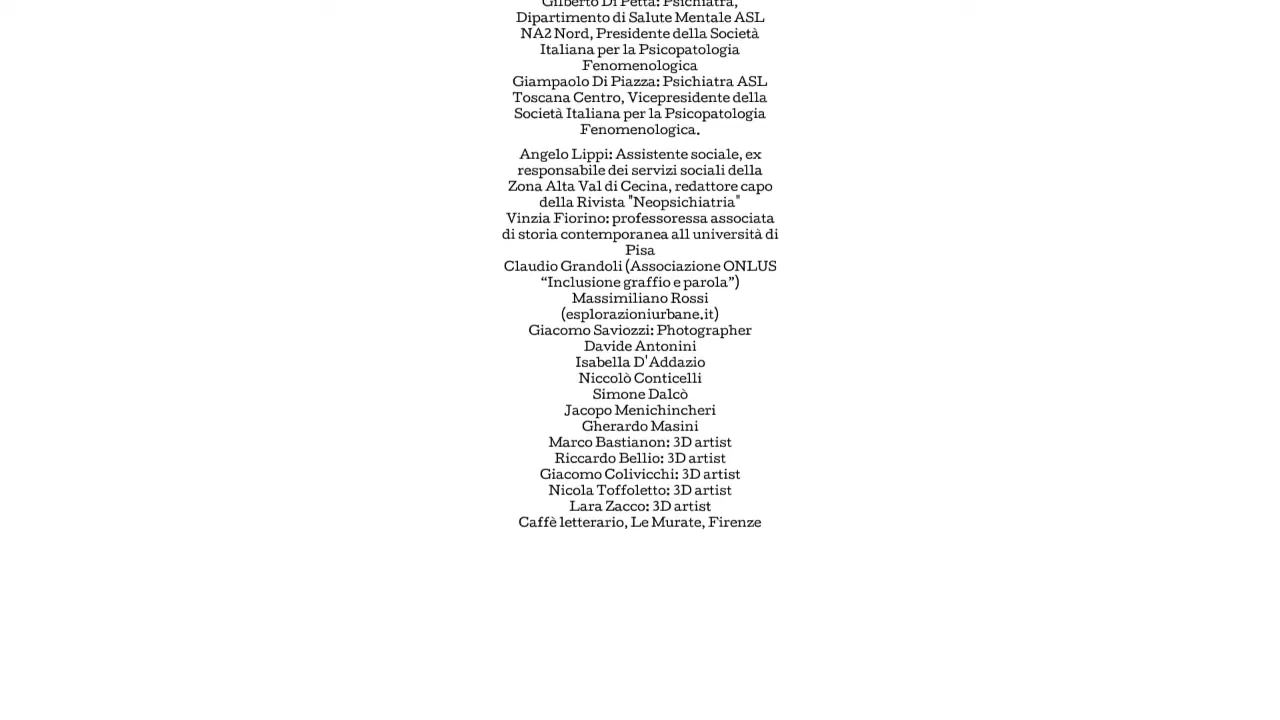 Gilberto Di Petta: Psichiatra,
Dipartimento di Salute Mentale ASL
NA2 Nord, Presidente della Società
Italiana per la Psicopatologia
Fenomenologica
Giampaolo Di Piazza: Psichiatra ASL
Toscana Centro, Vicepresidente della
Società Italiana per la Psicopatologia
Fenomenologica.
Angelo Lippi: Assistente sociale, ex
responsabile dei servizi sociali della
Zona Alta Val di Cecina, redattore capo
della Rivista "Neopsichiatria"
Vinzia Fiorino: professoressa associata
di storia contemporanea all università di
Pisa
Claudio Grandoli (Associazione ONLUS
“Inclusione graffio e parola”)
Massimiliano Rossi
(esplorazioniurbane.it)
Giacomo Saviozzi: Photographer
Davide Antonini
Isabella D'Addazio
Niccolò Conticelli
Simone Dalcò
Jacopo Menichincheri
Gherardo Masini
Marco Bastianon: 3D artist
Riccardo Bellio: 3D artist
Giacomo Colivicchi: 3D artist
Nicola Toffoletto: 3D artist
Lara Zacco: 3D artist
Caffè letterario, Le Murate, Firenze